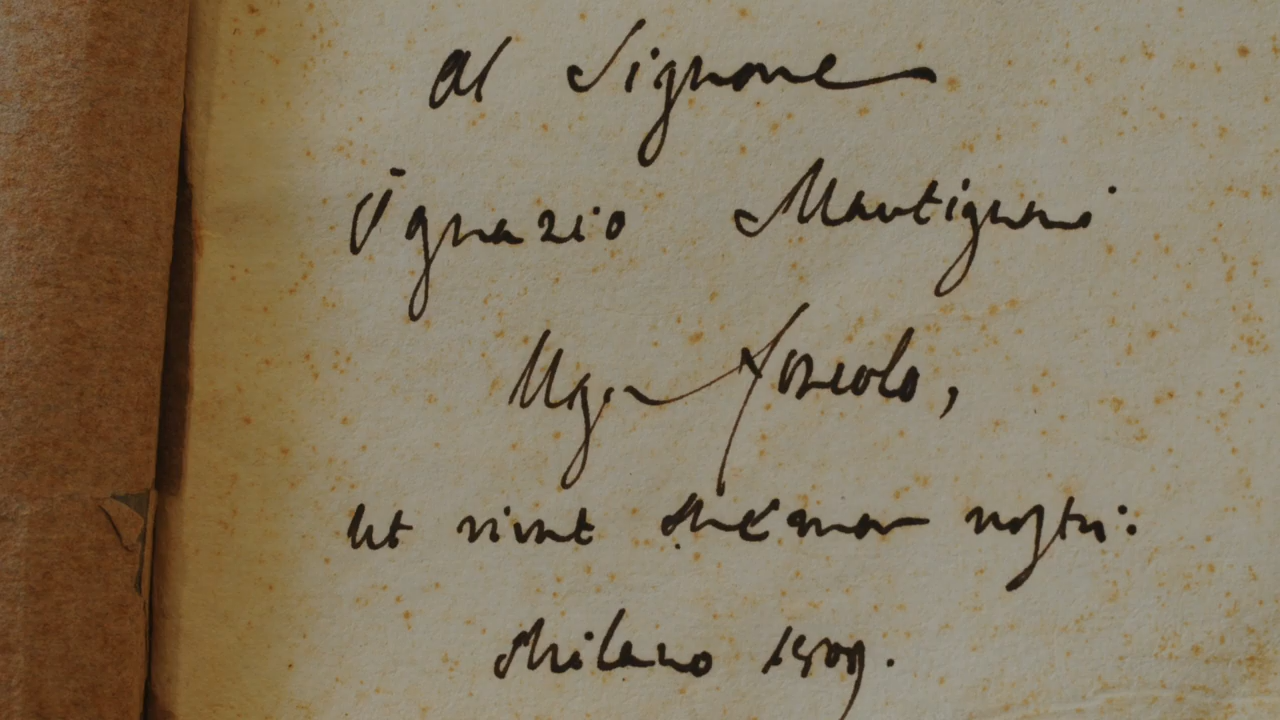 Al Signore
Ignazio Martignoni
Ugo Foscolo,
ut vivat memor nostri:
Milano 1809.